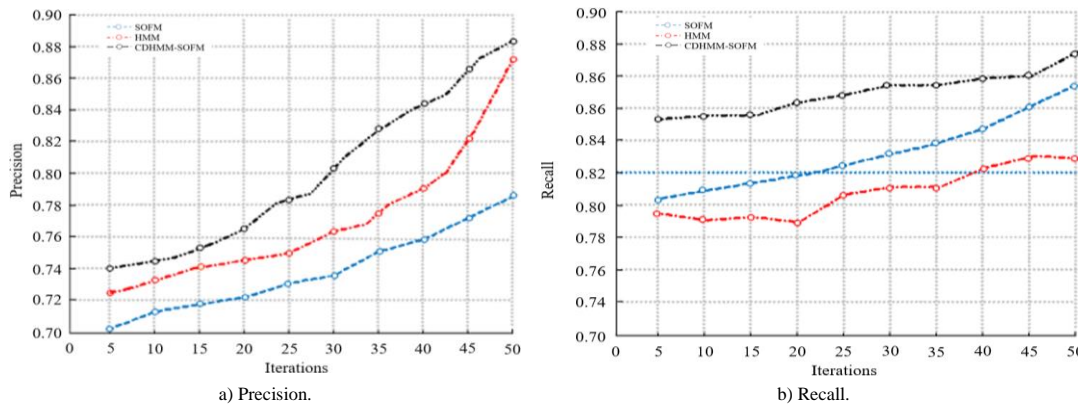 0.90
0.88
0.86
0.84
0.82
0.80
0.78
0.76
0.74
0.72
0.70
Precision
SOFM
HMM
CDHMM-SOFM
0 5 10 15 20 25 30 35 40 45 50
Iterations
a) Precision.
0.90
0.88
0.86
0.84
0.82
0.80
0.78
0.76
0.74
0.70
Recall
SOFM
HMM
CDHMM-SOFM
0 5 10 15 20 25 30 35 40 45 50
Iterations
b) Recall.